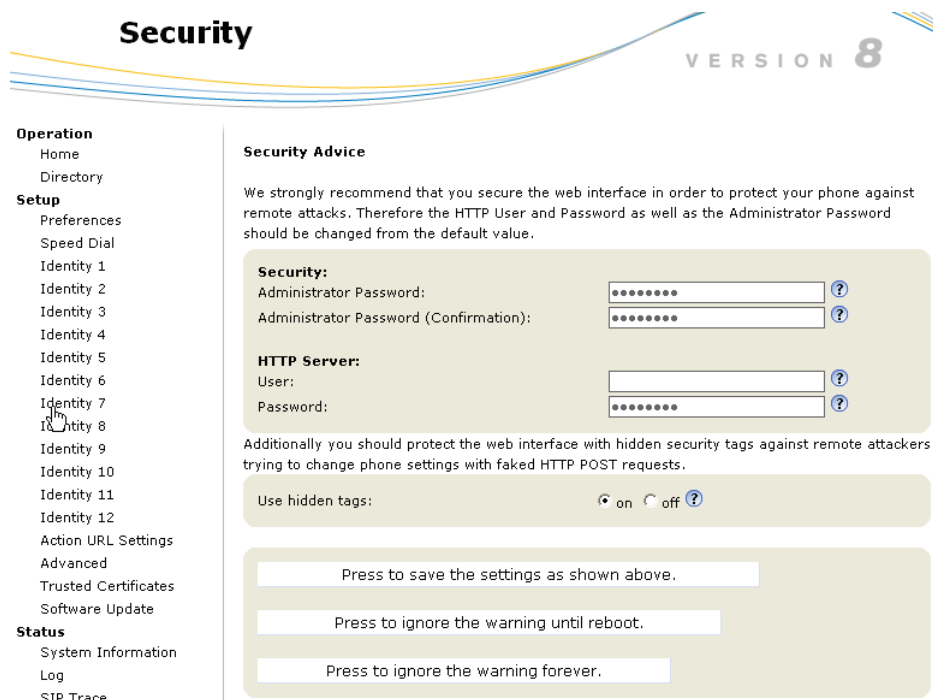 Security
VERSION 8
Operation
Home
Directory
Setup
Preferences
Speed Dial
Identity 1
Identity 2
Identity 3
Identity 4
Identity 5
Identity 6
Identity 7
Identity 8
Identity 9
Identity 10
Identity 11
Identity 12
Action URL Settings
Advanced
Trusted Certificates
Software Update
Status
System Information
Log
SIP Trace
Security Advice
We strongly recommend that you secure the web interface in order to protect your phone against
remote attacks. Therefore the HTTP User and Password as well as the Administrator Password
should be changed from the default value.
Security:
Administrator Password:
Administrator Password (Confirmation):
HTTP Server:
User:
Password:
Additionally you should protect the web interface with hidden security tags against remote attackers
trying to change phone settings with faked HTTP POST requests.
Use hidden tags: on off
Press to save the settings as shown above.
Press to ignore the warning until reboot.
Press to ignore the warning forever.